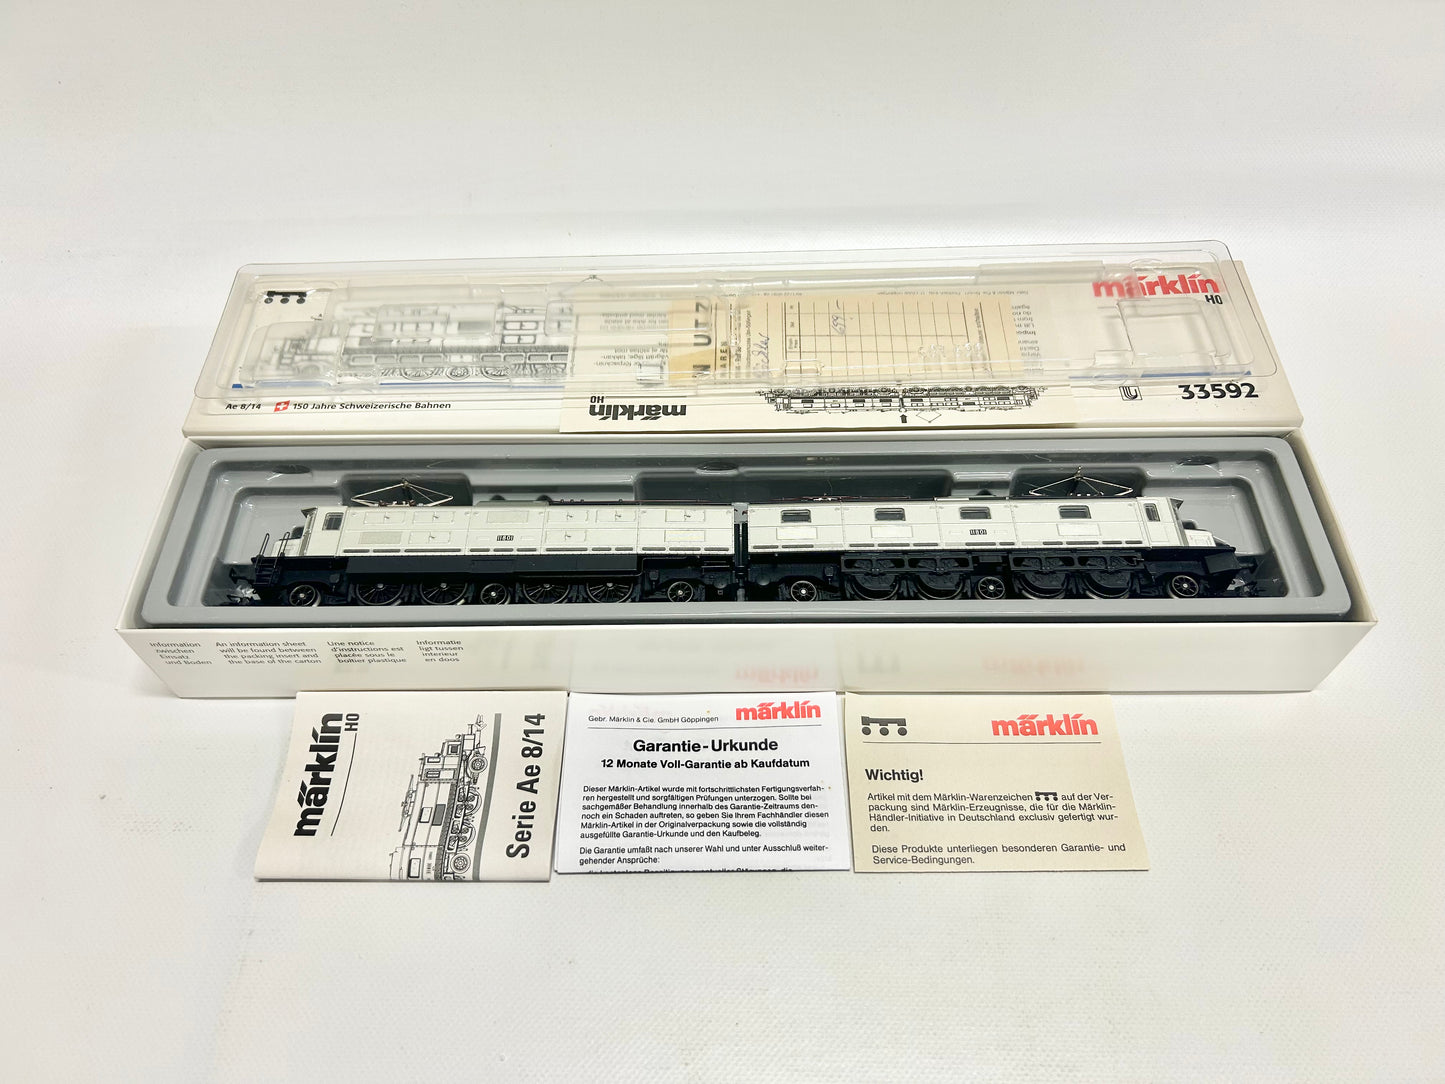 märklin
H0
UTZ
AREN
699.-
märklin
H0
Ae 8/14
150 Jahre Schweizerische Bahnen
33592
11801
11801
Information
zwischen
Einsatz
und Boden
An information sheet
will be found between
the packing insert and
the base of the carton
Une notice
d'instructions est
placée sous le
boîtier plastique
Informatie
ligt tussen
interieur
en doos
märklin
H0
Serie Ae 8/14
Gebr. Märklin & Cie. GmbH Göppingen
märklin
Garantie-Urkunde
12 Monate Voll-Garantie ab Kaufdatum
Dieser Märklin-Artikel wurde mit fortschrittlichsten Fertigungsverfah-
ren hergestellt und sorgfältigen Prüfungen unterzogen. Sollte bei
sachgemäßer Behandlung innerhalb des Garantie-Zeitraums den-
noch ein Schaden auftreten, so geben Sie Ihrem Fachhändler diesen
Märklin-Artikel in der Originalverpackung sowie die vollständig
ausgefüllte Garantie-Urkunde und den Kaufbeleg.
Die Garantie umfaßt nach unserer Wahl und unter Ausschluß weiter-
gehender Ansprüche:
märklin
Wichtig!
Artikel mit dem Märklin-Warenzeichen auf der Ver-
packung sind Märklin-Erzeugnisse, die für die Märklin-
Händler-Initiative in Deutschland exclusiv gefertigt wur-
den.
Diese Produkte unterliegen besonderen Garantie- und
Service-Bedingungen.